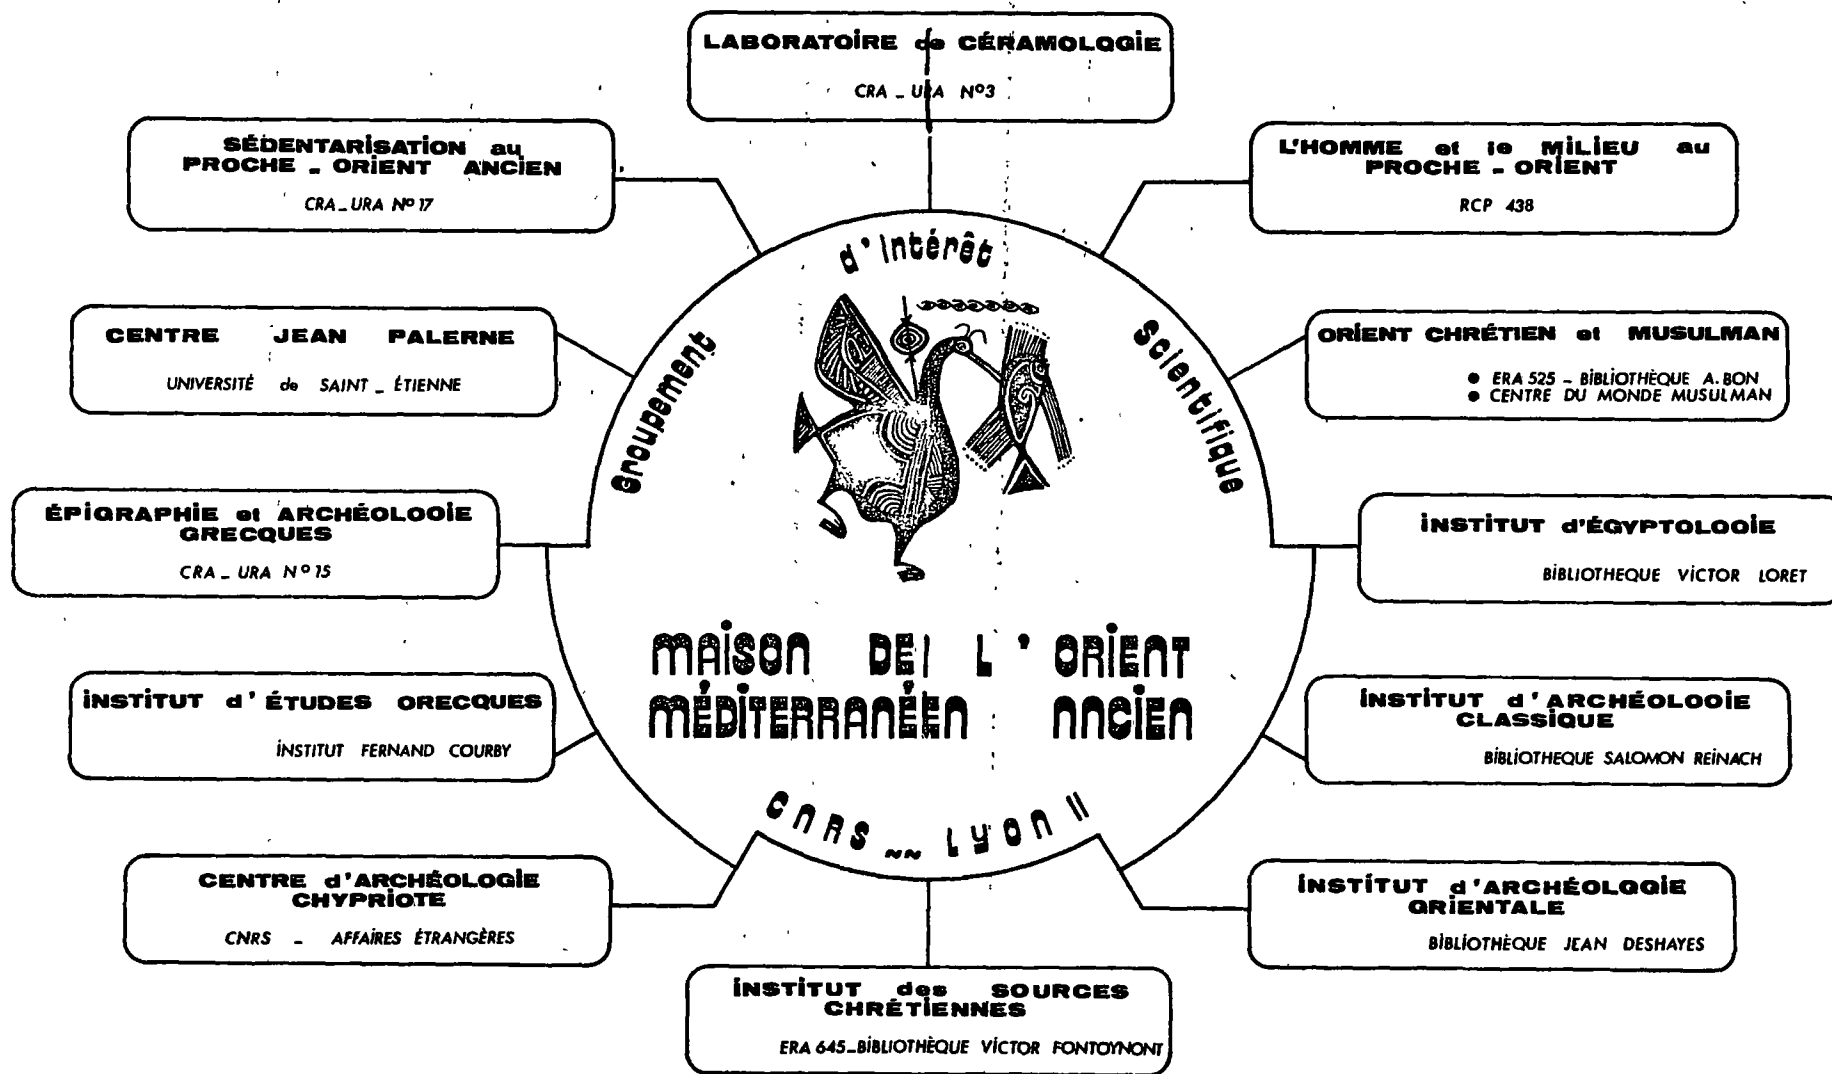 LABORATOIRE de CÉRAMOLOGIE
CRA _ URA Nº3
SÉDENTARISATION au
PROCHE _ ORIENT ANCIEN
CRA _ URA Nº 17
L'HOMME et le MILIEU au
PROCHE _ ORIENT
RCP 438
CENTRE JEAN PALERNE
UNIVERSITÉ de SAINT _ ÉTIENNE
ORIENT CHRÉTIEN et MUSULMAN
● ERA 525 _ BIBLIOTHÈQUE A. BON
● CENTRE DU MONDE MUSULMAN
ÉPIGRAPHIE et ARCHÉOLOGIE
GRECQUES
CRA _ URA Nº 15
INSTITUT d'ÉGYPTOLOGIE
BIBLIOTHEQUE VICTOR LORET
Groupement d'Intérêt Scientifique
MAISON DE L'ORIENT
MÉDITERRANÉEN ANCIEN
CNRS __ LYON II
INSTITUT d'ÉTUDES GRECQUES
INSTITUT FERNAND COURBY
INSTITUT d'ARCHÉOLOGIE
CLASSIQUE
BIBLIOTHEQUE SALOMON REINACH
CENTRE d'ARCHÉOLOGIE
CHYPRIOTE
CNRS _ AFFAIRES ÉTRANGÈRES
INSTITUT d'ARCHÉOLOGIE
ORIENTALE
BIBLIOTHÈQUE JEAN DESHAYES
INSTITUT des SOURCES
CHRÉTIENNES
ERA 645 _ BIBLIOTHÈQUE VICTOR FONTOYNONT